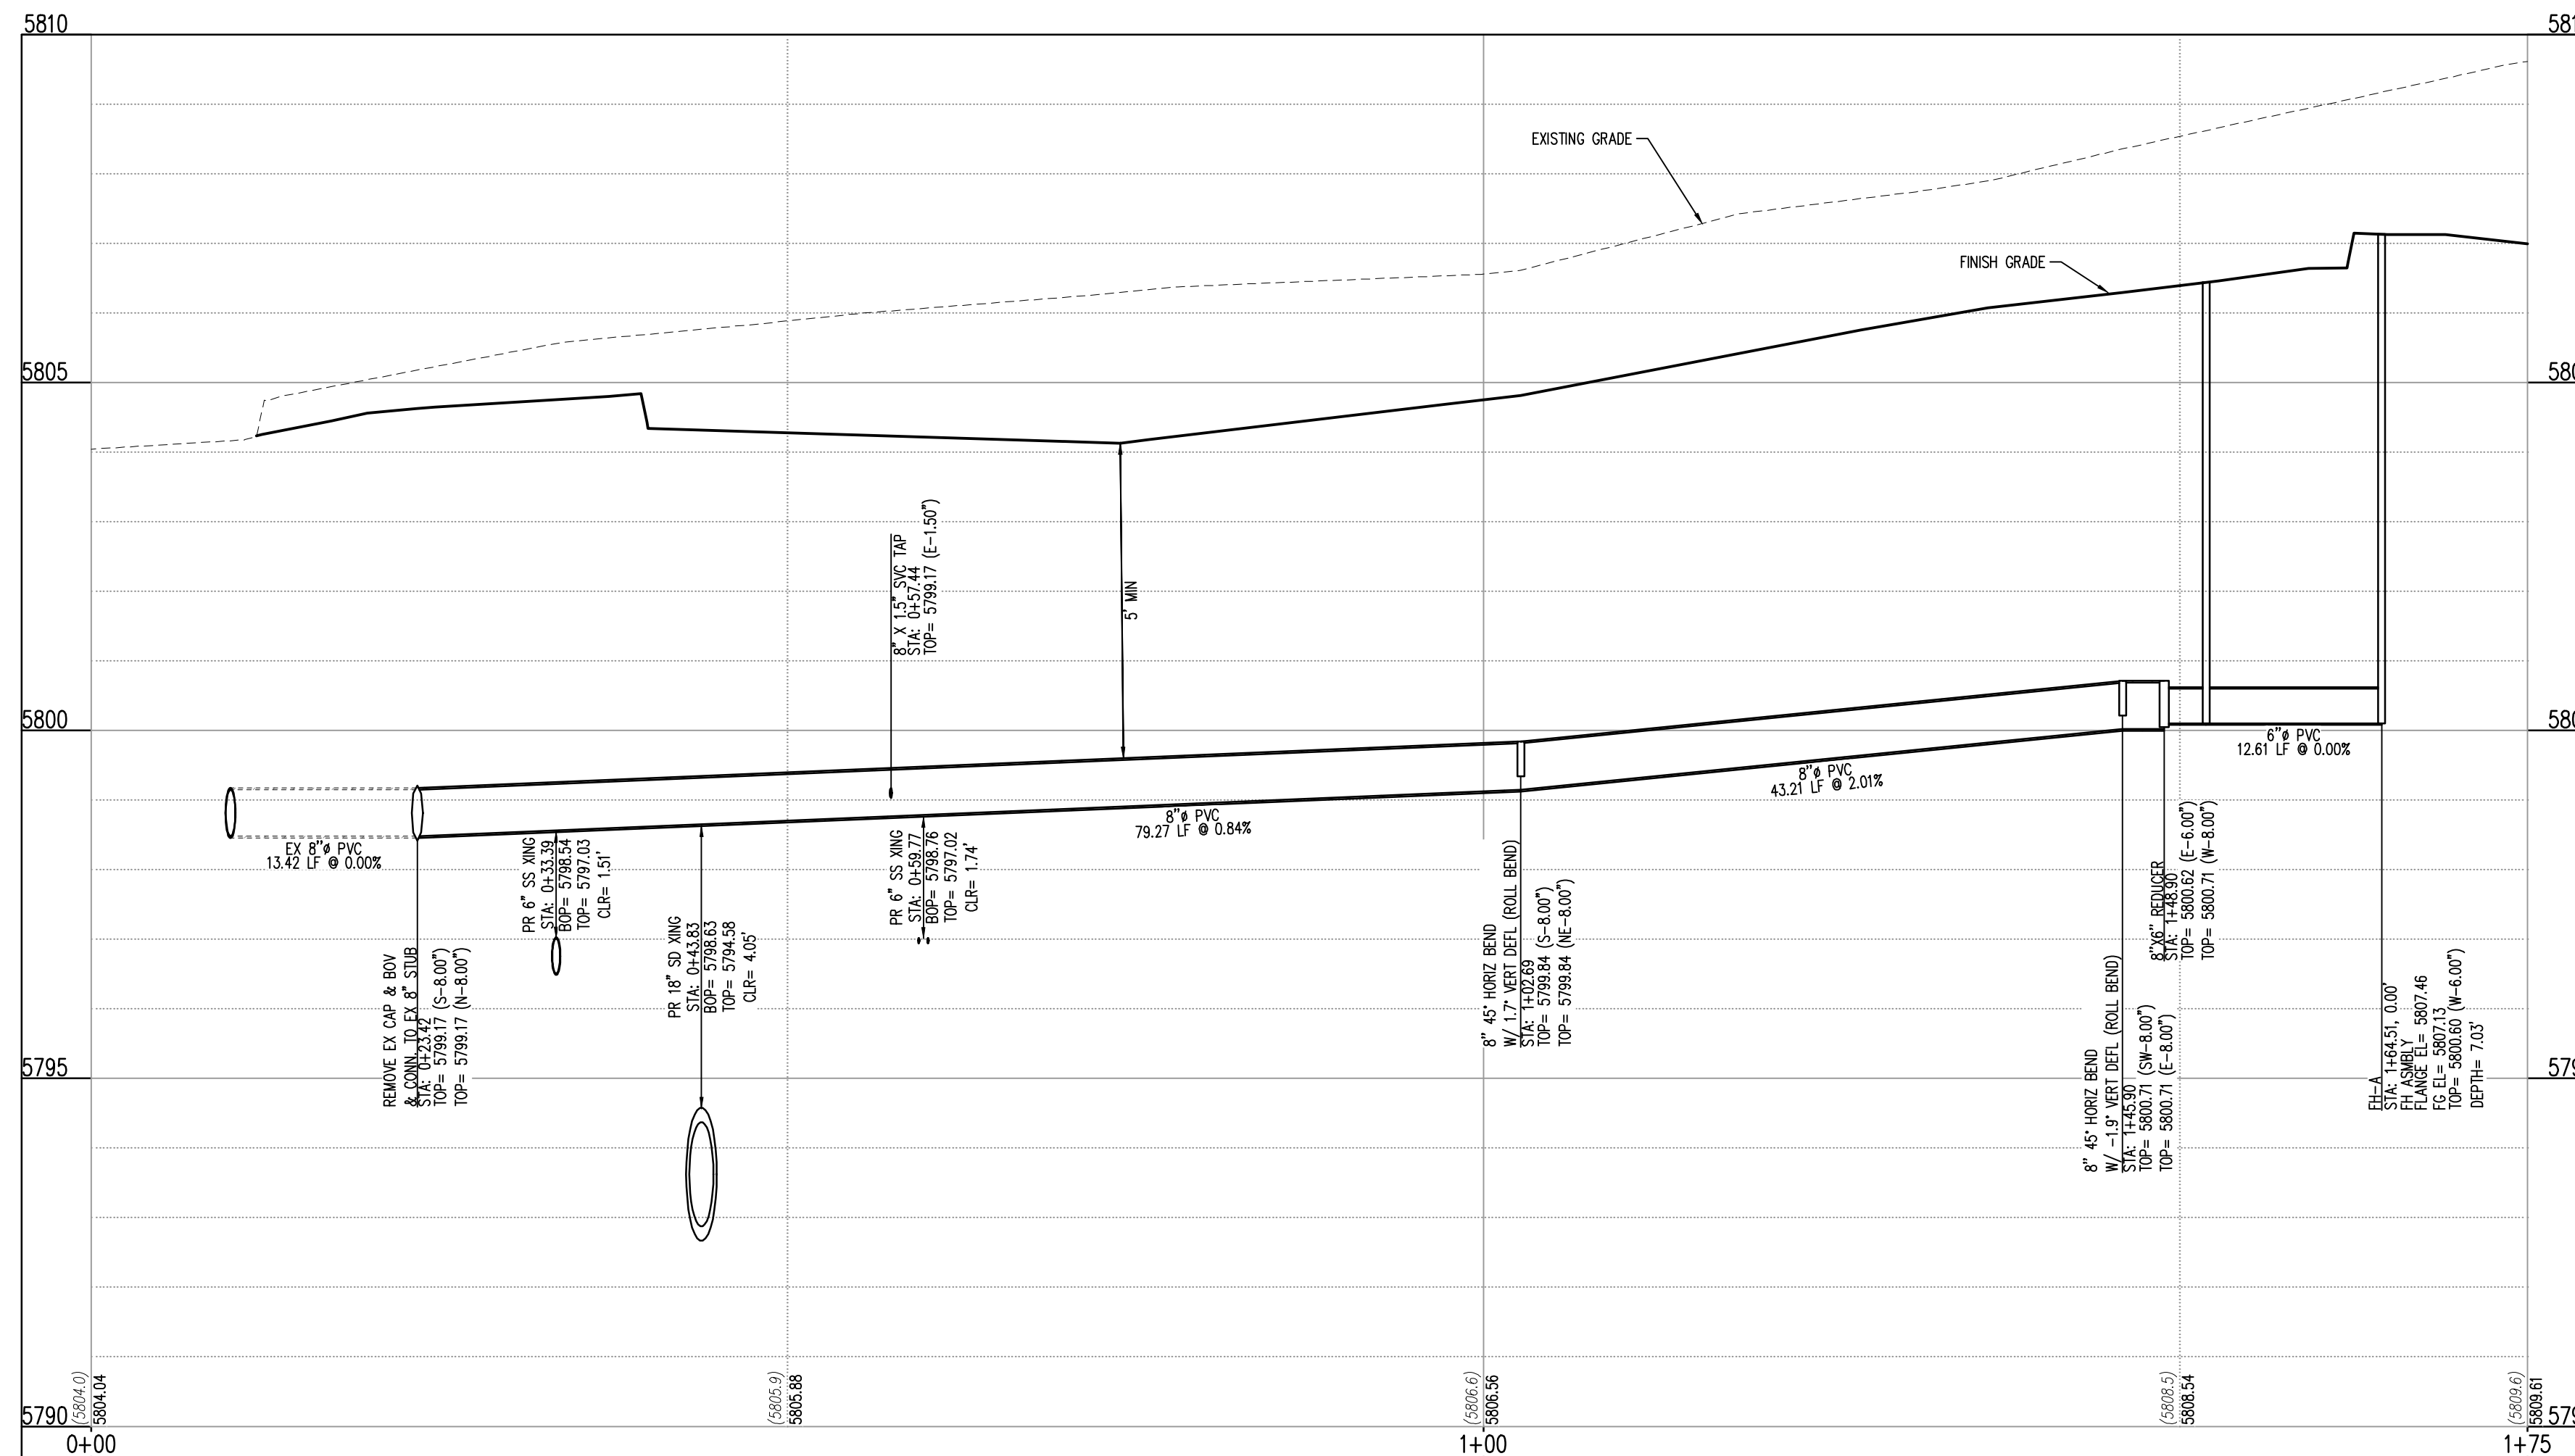 5810
EXISTING GRADE
FINISH GRADE
5805
8" X 1.5" SVC TAP
STA: 0+57.44
TOP= 5799.17 (E-1.50")
5' MIN
5800
EX 8"ø PVC
13.42 LF @ 0.00%
REMOVE EX CAP & BOV
& CONN. TO EX 8" STUB
STA: 0+23.42
TOP= 5799.17 (S-8.00")
TOP= 5799.17 (N-8.00")
PR 6" SS XING
STA: 0+33.39
BOP= 5798.54
TOP= 5797.03
CLR= 1.51'
PR 18" SD XING
STA: 0+43.83
BOP= 5798.63
TOP= 5794.58
CLR= 4.05'
PR 6" SS XING
STA: 0+59.77
BOP= 5798.76
TOP= 5797.02
CLR= 1.74'
8"ø PVC
79.27 LF @ 0.84%
8" 45° HORIZ BEND
W/ 1.7° VERT DEFL (ROLL BEND)
STA: 1+02.69
TOP= 5799.84 (S-8.00")
TOP= 5799.84 (NE-8.00")
8"ø PVC
43.21 LF @ 2.01%
8" 45° HORIZ BEND
W/ -1.9° VERT DEFL (ROLL BEND)
STA: 1+45.90
TOP= 5800.71 (SW-8.00")
TOP= 5800.71 (E-8.00")
8"X6" REDUCER
STA: 1+48.90
TOP= 5800.62 (E-6.00")
TOP= 5800.71 (W-8.00")
6"ø PVC
12.61 LF @ 0.00%
FH-A
STA: 1+64.51, 0.00'
FH ASMBLY
FLANGE EL= 5807.46
FG EL= 5807.13
TOP= 5800.60 (W-6.00")
DEPTH= 7.03'
5795
5790
(5804.0)
5804.04
(5805.9)
5805.88
(5806.6)
5806.56
(5808.5)
5808.54
(5809.6)
5809.61
0+00
1+00
1+75